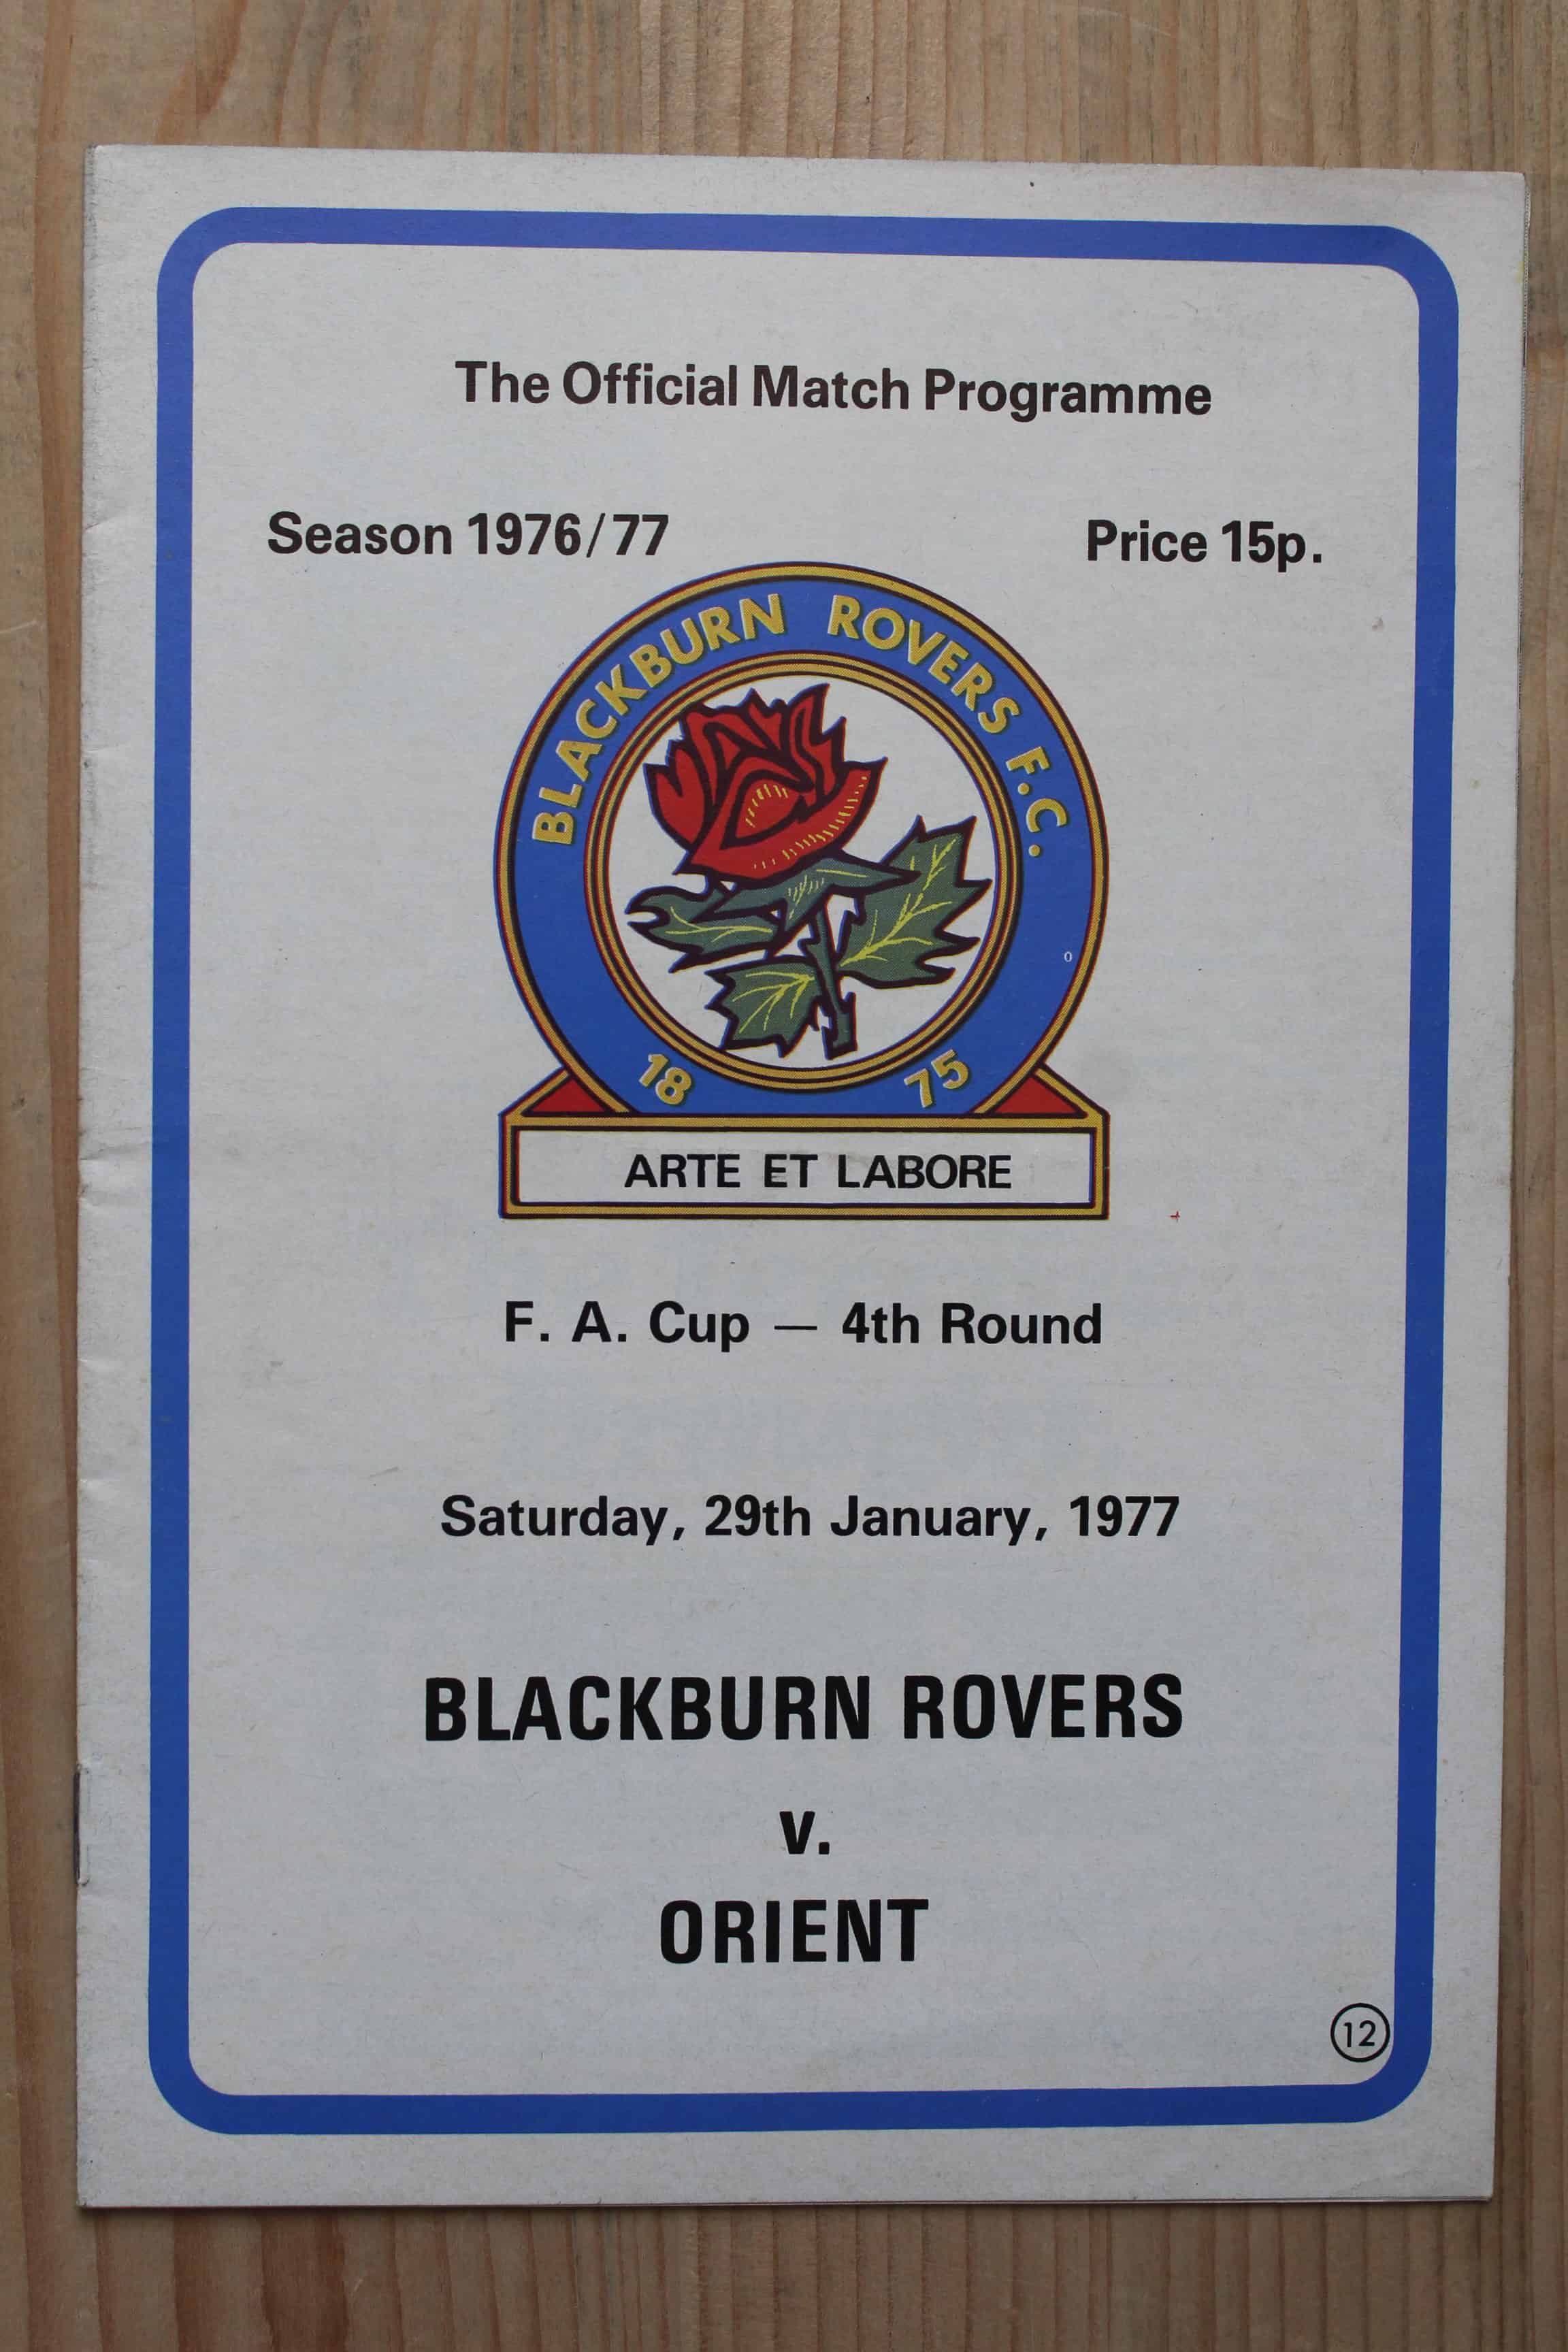 The Official Match Programme
Season 1976/77
Price 15p.
BLACKBURN ROVERS F.C.
18 75
ARTE ET LABORE
F. A. Cup — 4th Round
Saturday, 29th January, 1977
BLACKBURN ROVERS
v.
ORIENT
12